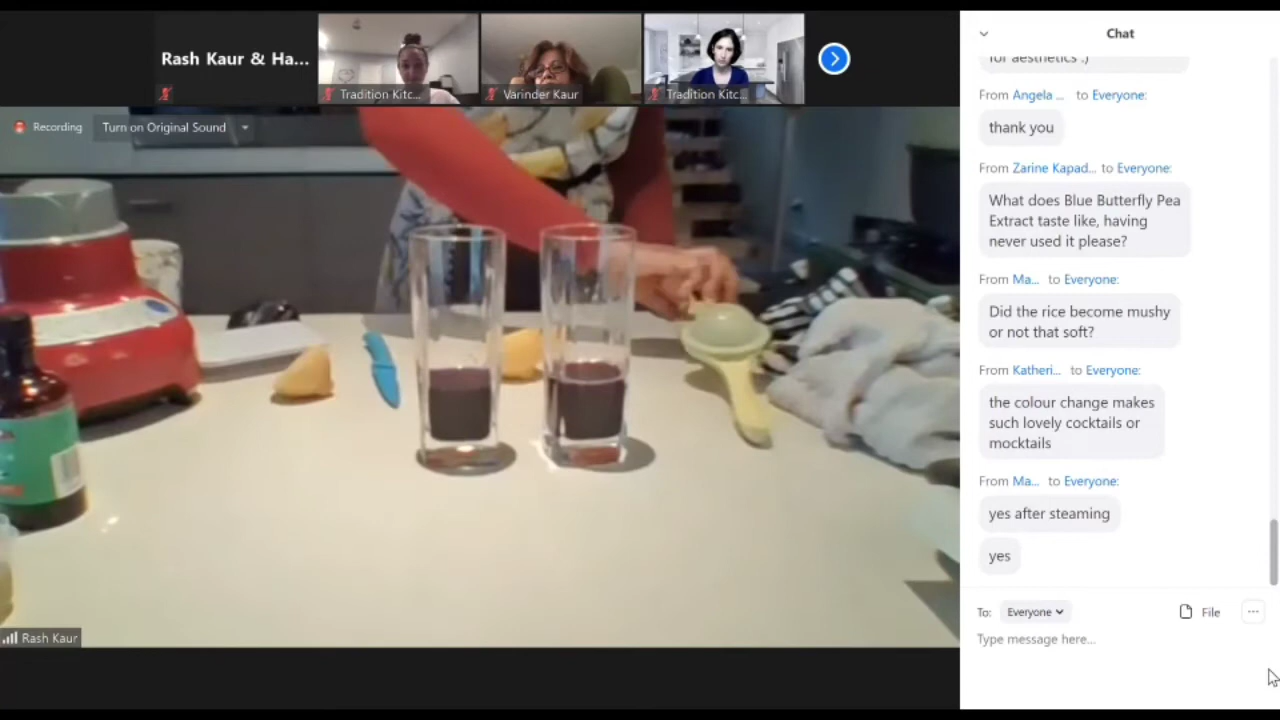 Rash Kaur & Ha...
Tradition Kitc...
Varinder Kaur
Tradition Kitc...
Recording
Turn on Original Sound
Rash Kaur
Chat
for aesthetics :)
From Angela ... to Everyone:
thank you
From Zarine Kapad... to Everyone:
What does Blue Butterfly Pea
Extract taste like, having
never used it please?
From Ma... to Everyone:
Did the rice become mushy
or not that soft?
From Katheri... to Everyone:
the colour change makes
such lovely cocktails or
mocktails
From Ma... to Everyone:
yes after steaming
yes
To: Everyone
File
...
Type message here...